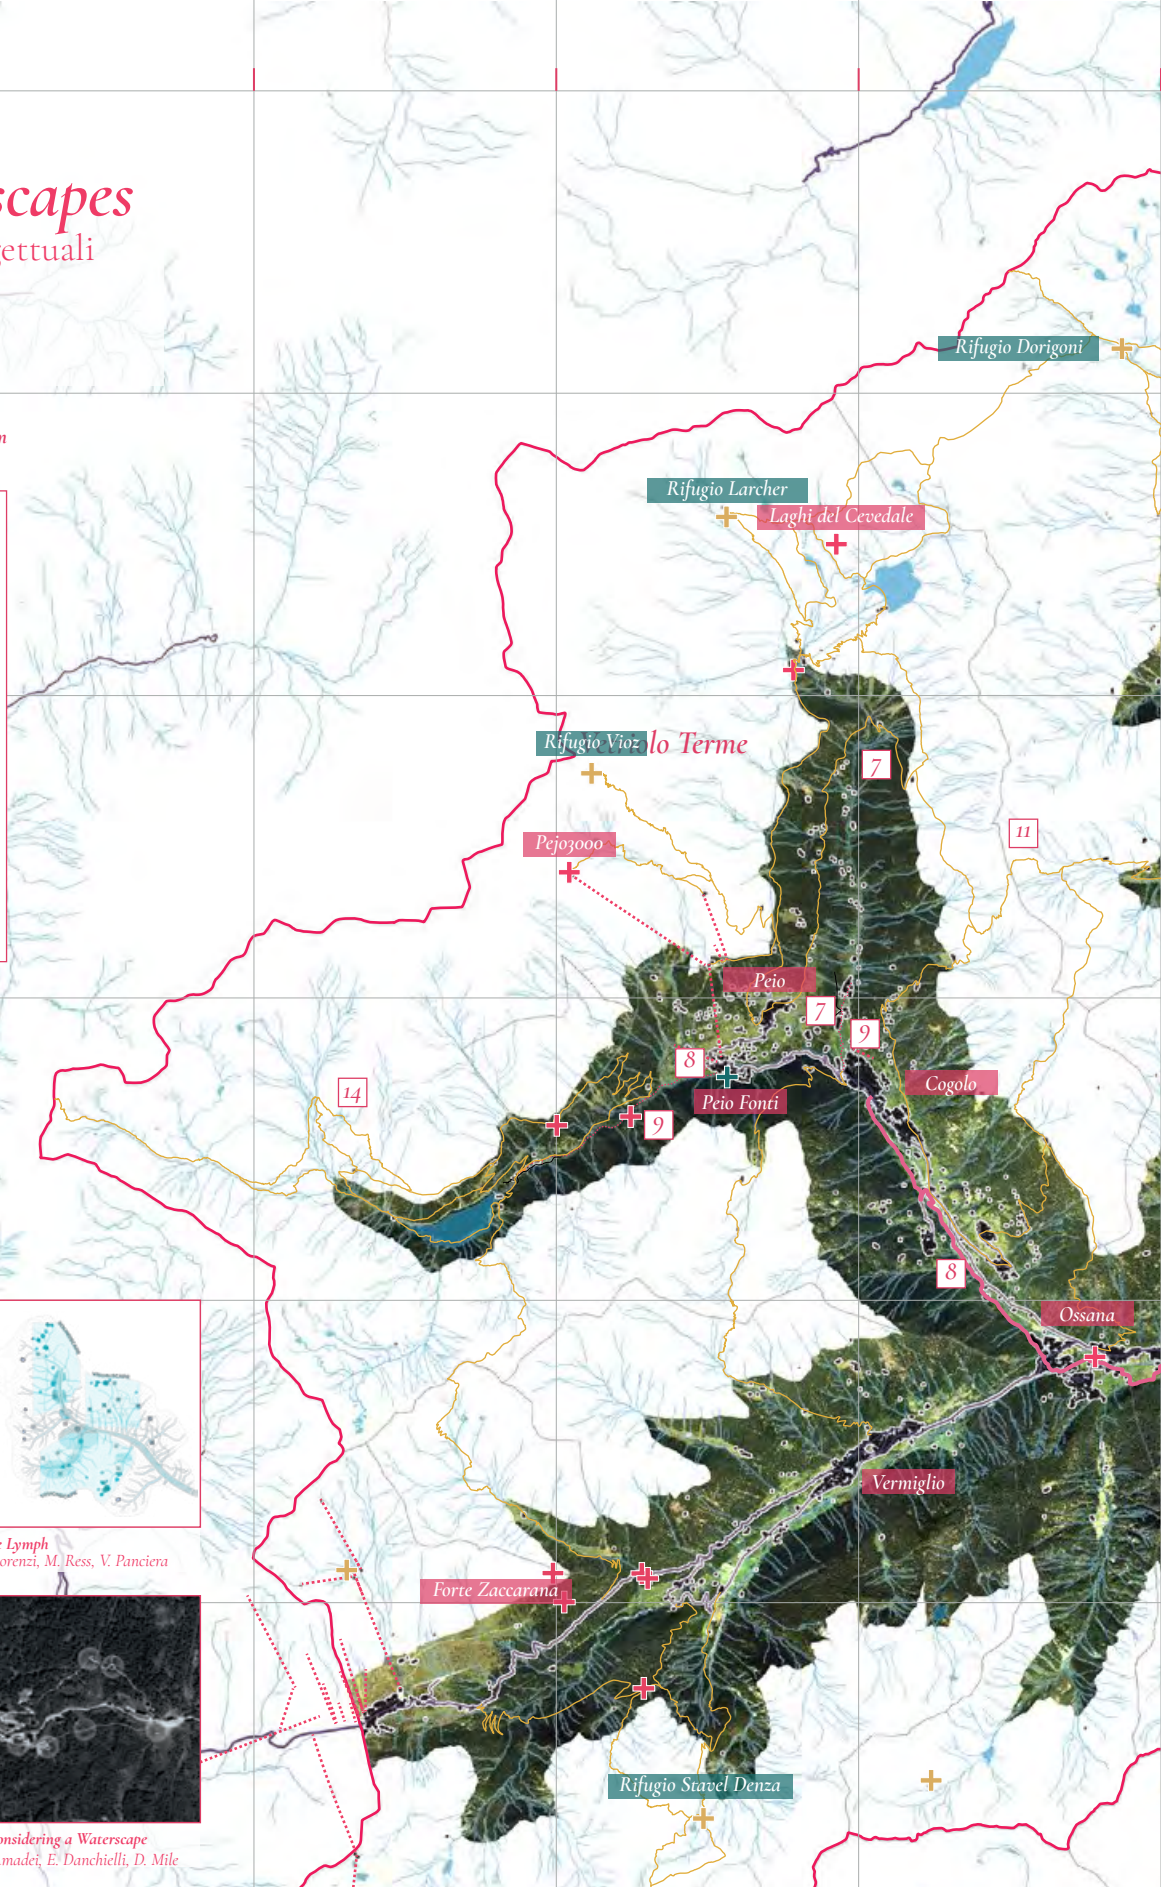 scapes
gettuali
n
Rifugio Dorigoni
Rifugio Larcher
Laghi del Cevedale
Rifugio Vioz
riolo Terme
7
11
Pejo3000
Peio
7
9
8
14
Cogolo
Peio Fonti
9
8
Ossana
Vermiglio
e Lymph
orenzi, M. Ress, V. Panciera
Forte Zaccarana
Rifugio Stavel Denza
onsidering a Waterscape
madei, E. Danchielli, D. Mile